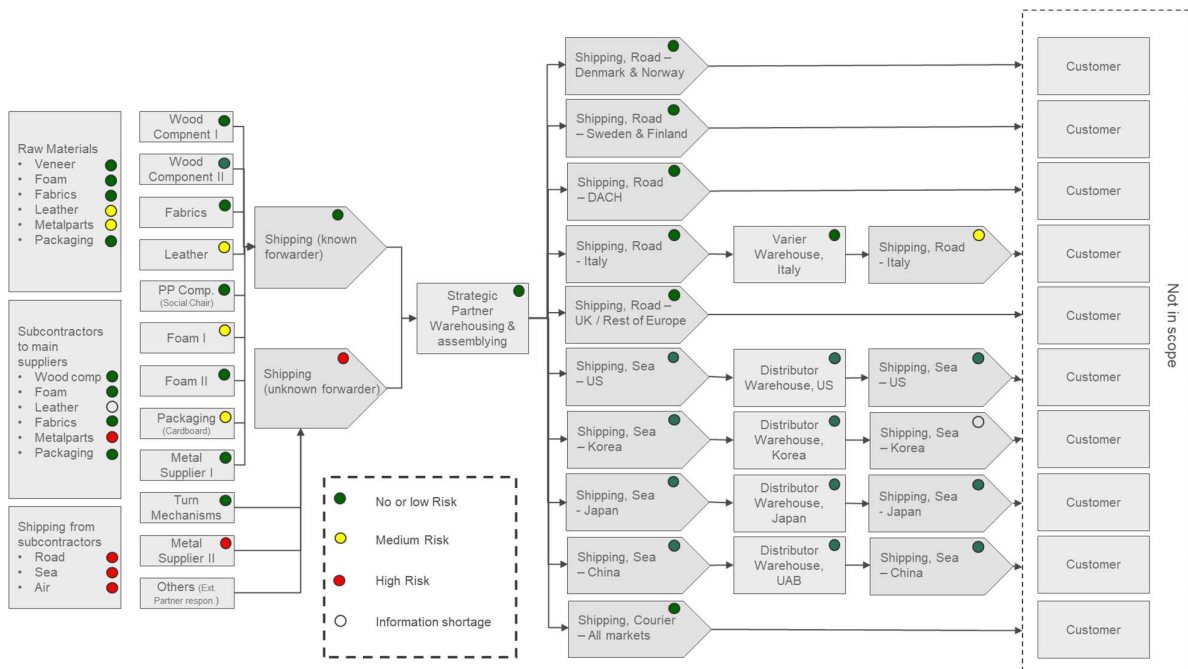 Raw Materials
• Veneer
• Foam
• Fabrics
• Leather
• Metalparts
• Packaging
Subcontractors
to main
suppliers
• Wood comp
• Foam
• Leather
• Fabrics
• Metalparts
• Packaging
Shipping from
subcontractors
• Road
• Sea
• Air
Wood
Compnent I
Wood
Component II
Fabrics
Leather
PP Comp.
(Social Chair)
Foam I
Foam II
Packaging
(Cardboard)
Metal
Supplier I
Turn
Mechanisms
Metal
Supplier II
Others (Ext.
Partner respon.)
Shipping (known
forwarder)
Shipping
(unknown forwarder)
No or low Risk
Medium Risk
High Risk
Information shortage
Strategic
Partner
Warehousing &
assemblying
Shipping, Road –
Denmark & Norway
Shipping, Road
– Sweden & Finland
Shipping, Road
– DACH
Shipping, Road
- Italy
Varier
Warehouse,
Italy
Shipping, Road
- Italy
Shipping, Road –
UK / Rest of Europe
Shipping, Sea
– US
Distributor
Warehouse, US
Shipping, Sea
– US
Shipping, Sea
– Korea
Distributor
Warehouse,
Korea
Shipping, Sea
– Korea
Shipping, Sea
- Japan
Distributor
Warehouse,
Japan
Shipping, Sea
- Japan
Shipping, Sea
– China
Distributor
Warehouse,
UAB
Shipping, Sea
– China
Shipping, Courier
– All markets
Customer
Customer
Customer
Customer
Customer
Customer
Customer
Customer
Customer
Customer
Not in scope